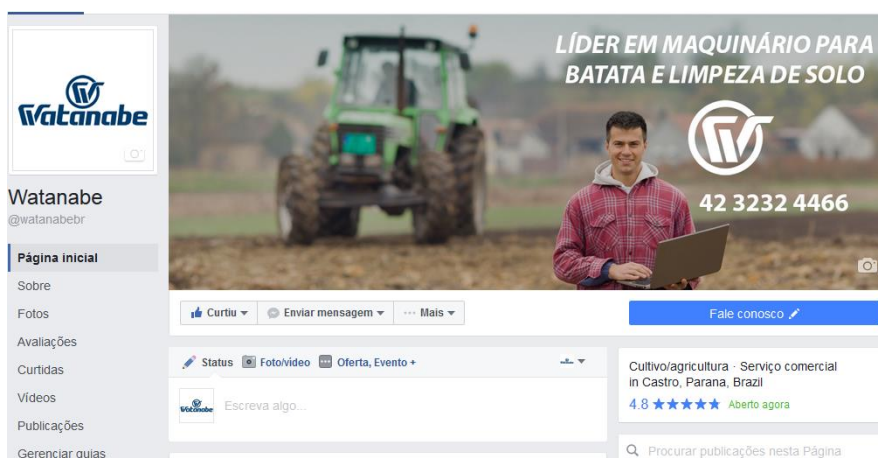 Watanabe
LÍDER EM MAQUINÁRIO PARA
BATATA E LIMPEZA DE SOLO
42 3232 4466
Watanabe
@watanabebr
Página inicial
Sobre
Fotos
Avaliações
Curtidas
Vídeos
Publicações
Gerenciar guias
Curtiu
Enviar mensagem
Mais
Fale conosco
Status
Foto/vídeo
Oferta, Evento +
Watanabe
Escreva algo...
Cultivo/agricultura · Serviço comercial
in Castro, Parana, Brazil
4.8 ★★★★★ Aberto agora
Procurar publicações nesta Página